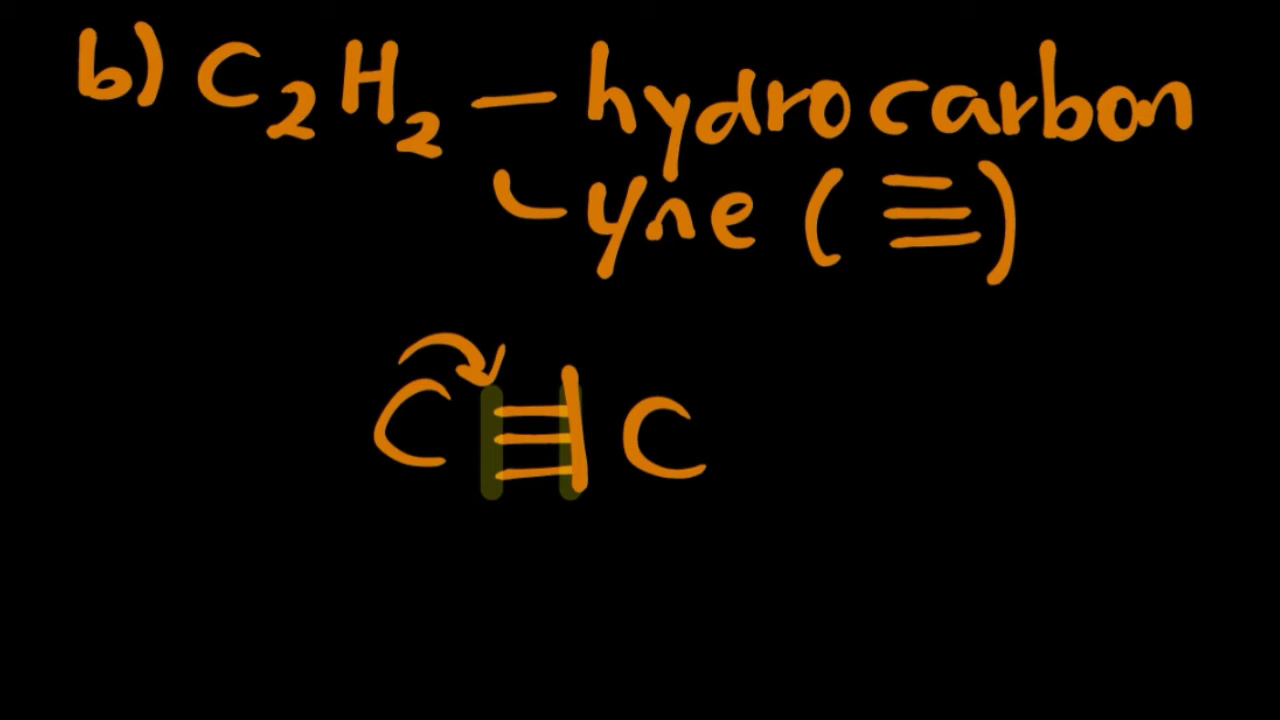 b) C₂H₂ — hydrocarbon
yne (≡)
C≡C